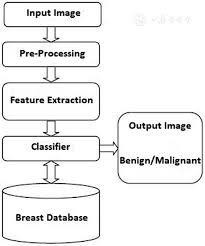 Input Image
Pre-Processing
Feature Extraction
Classifier
Output Image
Benign/Malignant
Breast Database